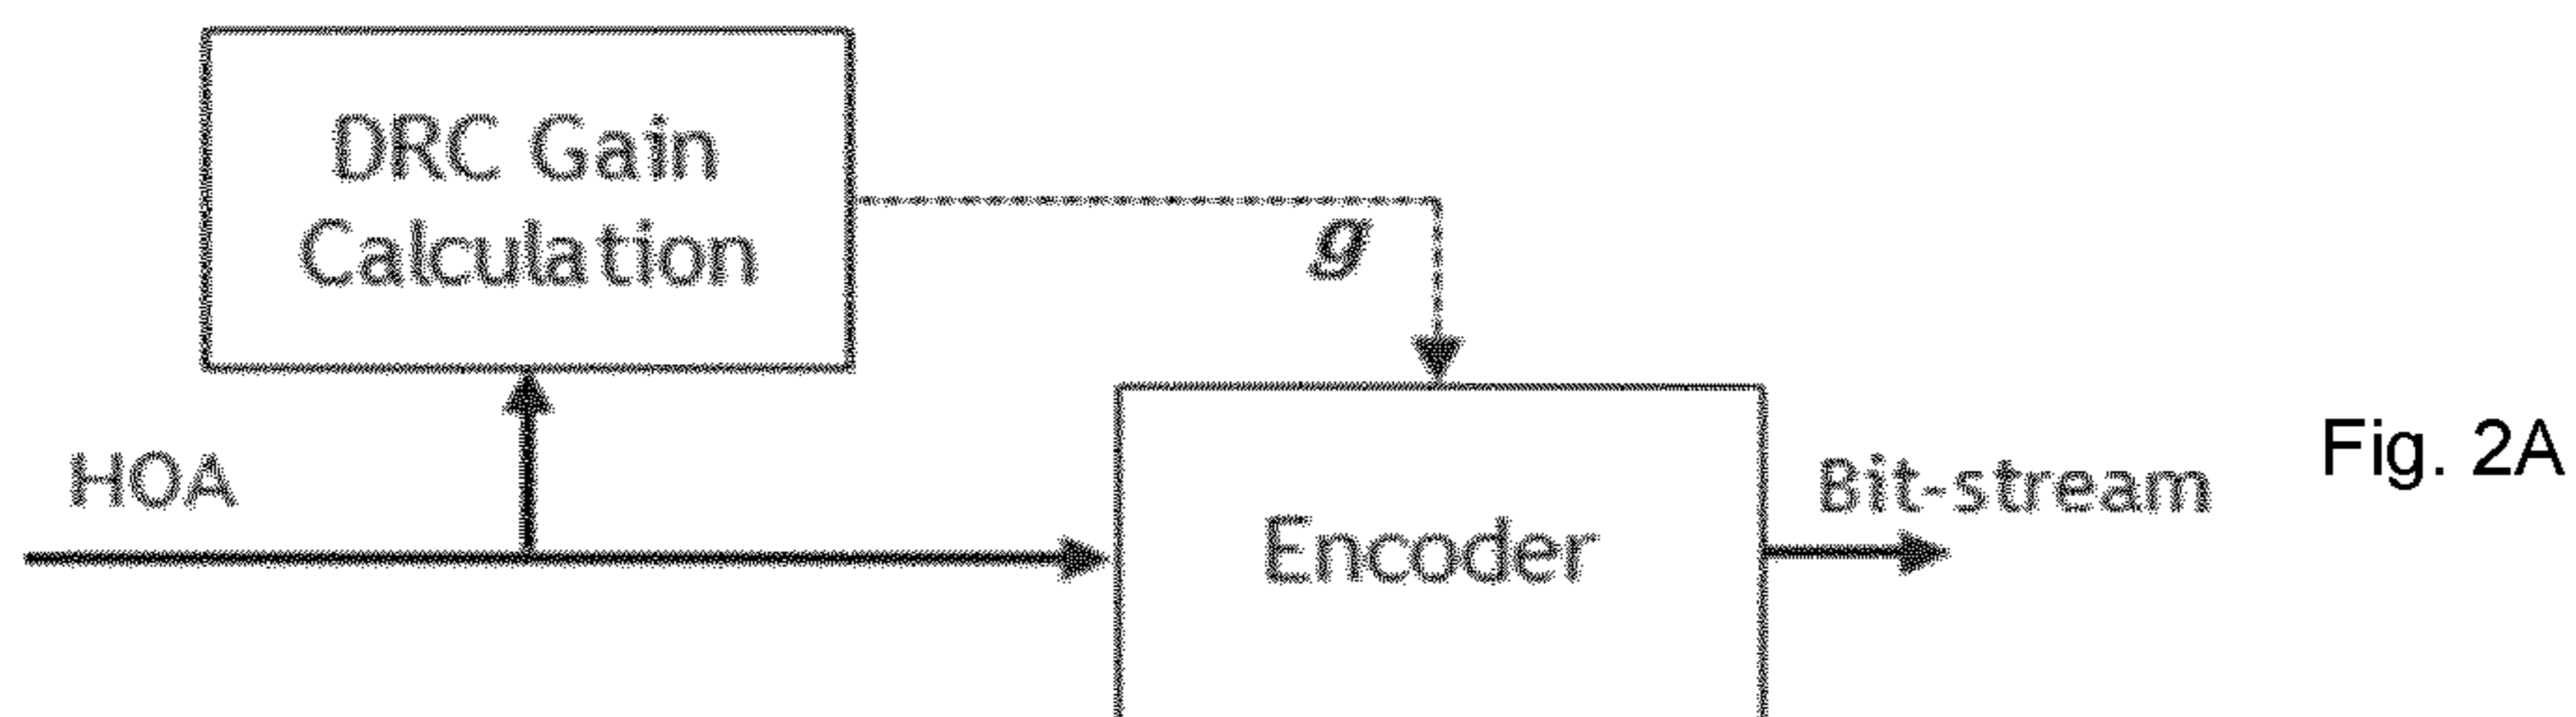 DRC Gain
Calculation
g
HOA
Encoder
Bit-stream
Fig. 2A